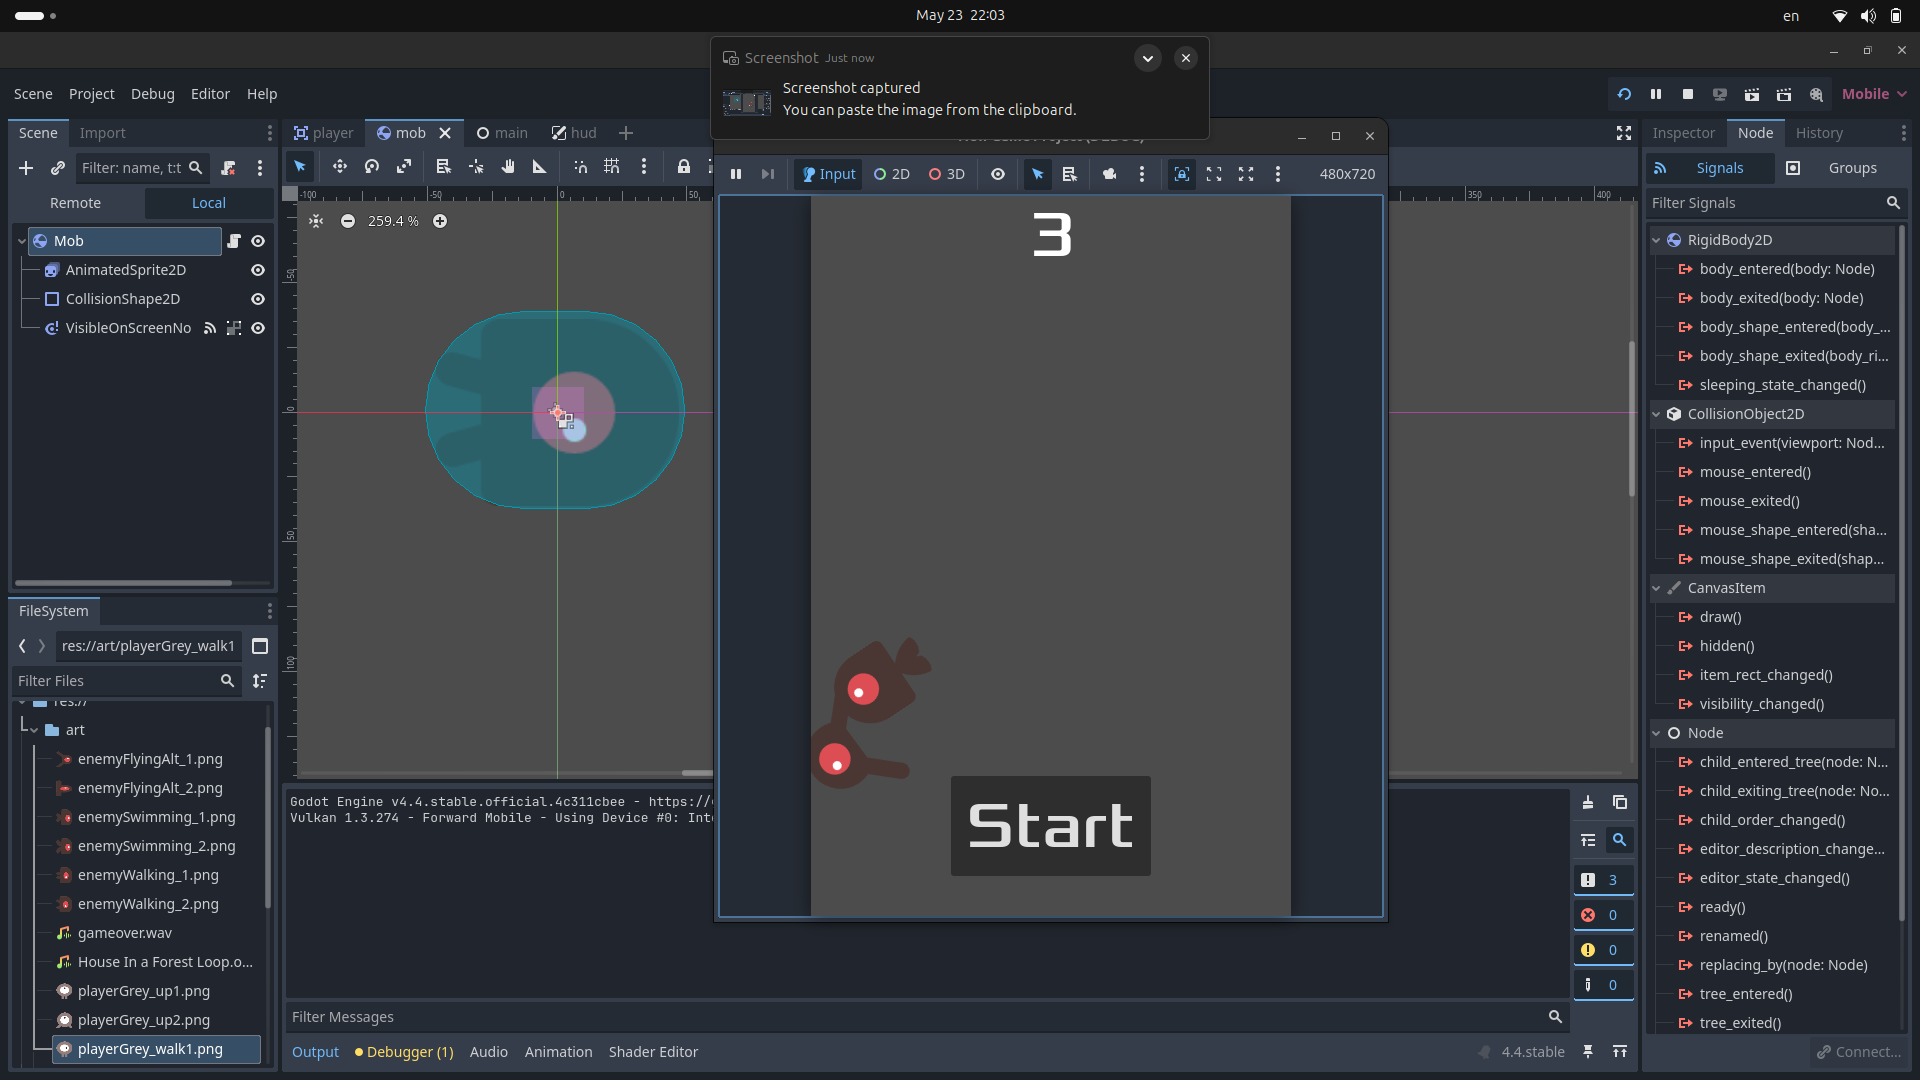 May 23 22:03
en
Screenshot Just now
Screenshot captured
You can paste the image from the clipboard.
Scene Project Debug Editor Help
Mobile
Scene Import
player mob main hud
Inspector Node History
Filter: name, t:t
Input 2D 3D 480x720
Signals Groups
Remote Local
Filter Signals
-100 -50 0 50 350 400
259.4 %
3
Mob
AnimatedSprite2D
CollisionShape2D
VisibleOnScreenNo
-50
0
50
100
RigidBody2D
body_entered(body: Node)
body_exited(body: Node)
body_shape_entered(body_...
body_shape_exited(body_ri...
sleeping_state_changed()
CollisionObject2D
input_event(viewport: Nod...
mouse_entered()
mouse_exited()
mouse_shape_entered(sha...
mouse_shape_exited(shap...
CanvasItem
draw()
hidden()
item_rect_changed()
visibility_changed()
Node
child_entered_tree(node: N...
child_exiting_tree(node: No...
child_order_changed()
editor_description_change...
editor_state_changed()
ready()
renamed()
replacing_by(node: Node)
tree_entered()
tree_exited()
Connect...
FileSystem
res://art/playerGrey_walk1
Filter Files
res://
art
enemyFlyingAlt_1.png
enemyFlyingAlt_2.png
enemySwimming_1.png
enemySwimming_2.png
enemyWalking_1.png
enemyWalking_2.png
gameover.wav
House In a Forest Loop.o...
playerGrey_up1.png
playerGrey_up2.png
playerGrey_walk1.png
Start
Godot Engine v4.4.stable.official.4c311cbee - https://
Vulkan 1.3.274 - Forward Mobile - Using Device #0: Int
3
0
0
0
Filter Messages
Output Debugger (1) Audio Animation Shader Editor
4.4.stable